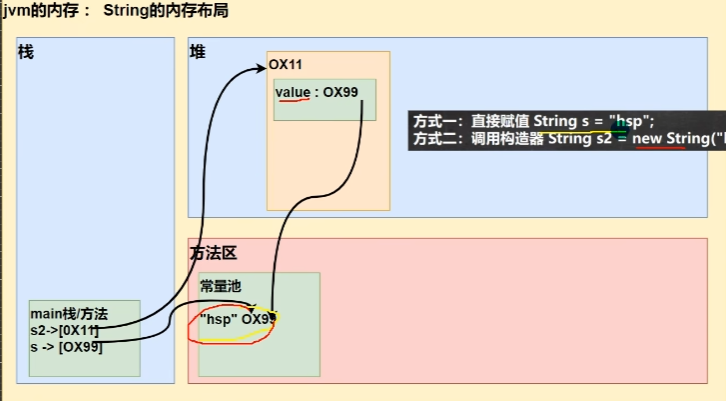 jvm的内存： String的内存布局
栈
堆
OX11
value : OX99
方式一：直接赋值 String s = "hsp";
方式二：调用构造器 String s2 = new String("
方法区
常量池
"hsp" OX99
main栈/方法
s2->[0X11]
s -> [OX99]